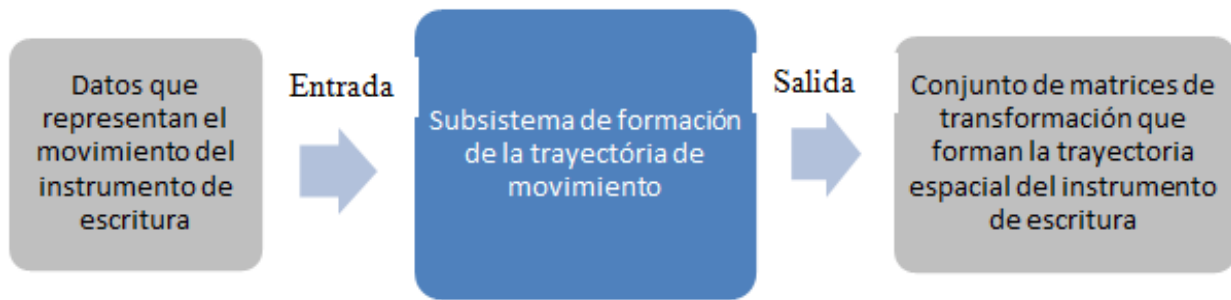 Datos que
representan el
movimiento del
instrumento de
escritura
Entrada
Subsistema de formación
de la trayectória de
movimiento
Salida
Conjunto de matrices de
transformación que
forman la trayectoria
espacial del instrumento
de escritura